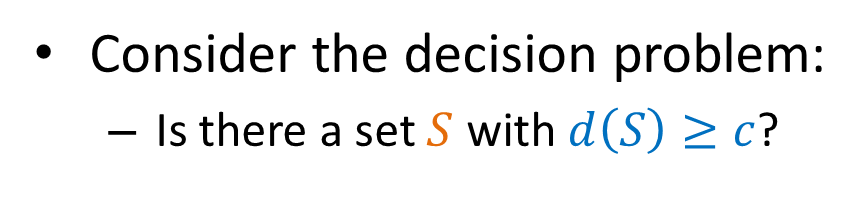 • Consider the decision problem:
– Is there a set S with d(S) ≥ c?